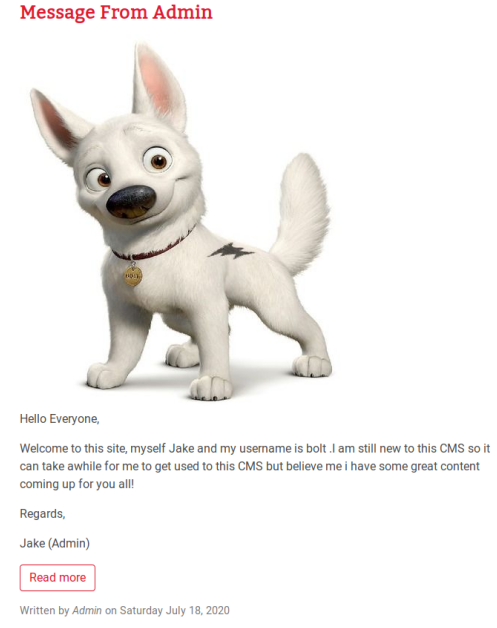 Message From Admin
Hello Everyone,
Welcome to this site, myself Jake and my username is bolt .I am still new to this CMS so it
can take awhile for me to get used to this CMS but believe me i have some great content
coming up for you all!
Regards,
Jake (Admin)
Read more
Written by Admin on Saturday July 18, 2020